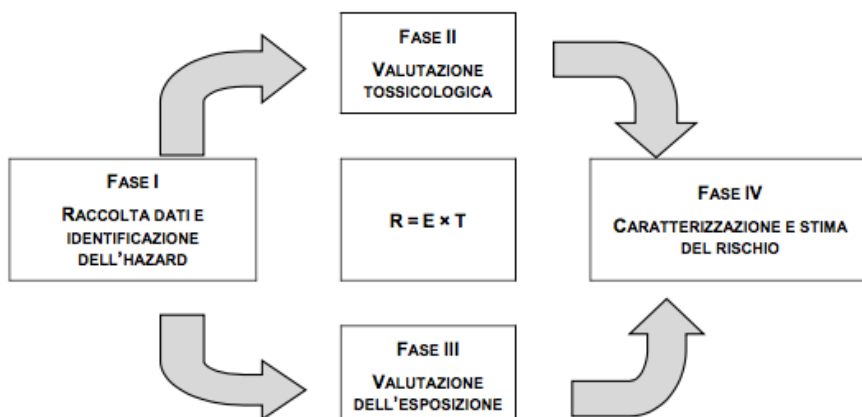 FASE II
VALUTAZIONE
TOSSICOLOGICA
FASE I
RACCOLTA DATI E
IDENTIFICAZIONE
DELL'HAZARD
R = E × T
FASE IV
CARATTERIZZAZIONE E STIMA
DEL RISCHIO
FASE III
VALUTAZIONE
DELL'ESPOSIZIONE